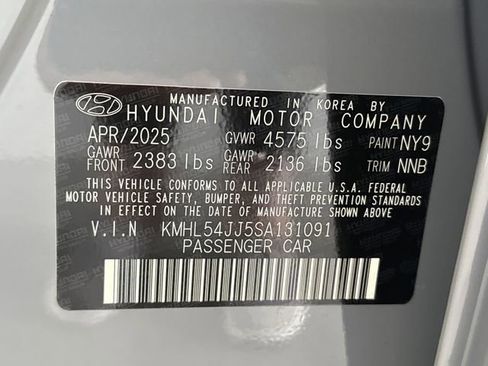 MANUFACTURED IN KOREA BY
HYUNDAI MOTOR COMPANY
APR/2025 GVWR 4575 lbs PAINT NY9
GAWR FRONT 2383 lbs GAWR REAR 2136 lbs TRIM NNB
THIS VEHICLE CONFORMS TO ALL APPLICABLE U.S.A. FEDERAL
MOTOR VEHICLE SAFETY, BUMPER, AND THEFT PREVENTION STANDARDS
IN EFFECT ON THE DATE OF MANUFACTURE SHOWN ABOVE.
V.I.N KMHL54JJ5SA131091
PASSENGER CAR